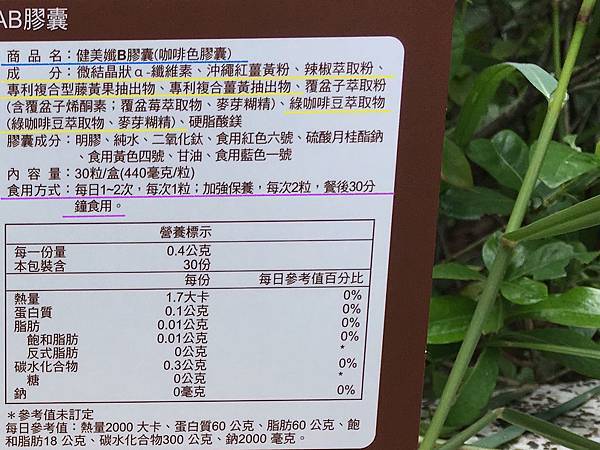 AB膠囊
商品名：健美孅B膠囊(咖啡色膠囊)
成分：微結晶狀α-纖維素、沖繩紅薑黃粉、辣椒萃取粉、
專利複合型藤黃果抽出物、專利複合薑黃抽出物、覆盆子萃取粉
(含覆盆子烯酮素；覆盆莓萃取物、麥芽糊精)、綠咖啡豆萃取物
(綠咖啡豆萃取物、麥芽糊精)、硬脂酸鎂
膠囊成分：明膠、純水、二氧化鈦、食用紅色六號、硫酸月桂酯鈉
、食用黃色四號、甘油、食用藍色一號
內容量：30粒/盒(440毫克/粒)
食用方式：每日1~2次，每次1粒；加強保養，每次2粒，餐後30分
鐘食用。
營養標示
每一份量 0.4公克
本包裝含 30份
每份 每日參考值百分比
熱量 1.7大卡 0%
蛋白質 0.1公克 0%
脂肪 0.01公克 0%
飽和脂肪 0.01公克 0%
反式脂肪 0公克 *
碳水化合物 0.3公克 0%
糖 0公克 *
鈉 0毫克 0%
＊參考值未訂定
每日參考值：熱量2000 大卡、蛋白質60 公克、脂肪60 公克、飽
和脂肪18 公克、碳水化合物300 公克、鈉2000 毫克。